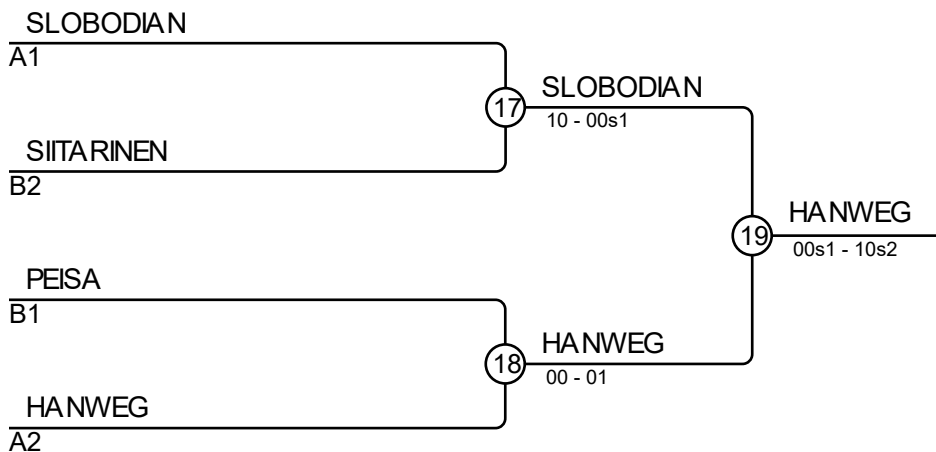 SLOBODIAN
A1
17
SLOBODIAN
10 - 00s1
SIITARINEN
B2
19
HANWEG
00s1 - 10s2
PEISA
B1
18
HANWEG
00 - 01
HANWEG
A2